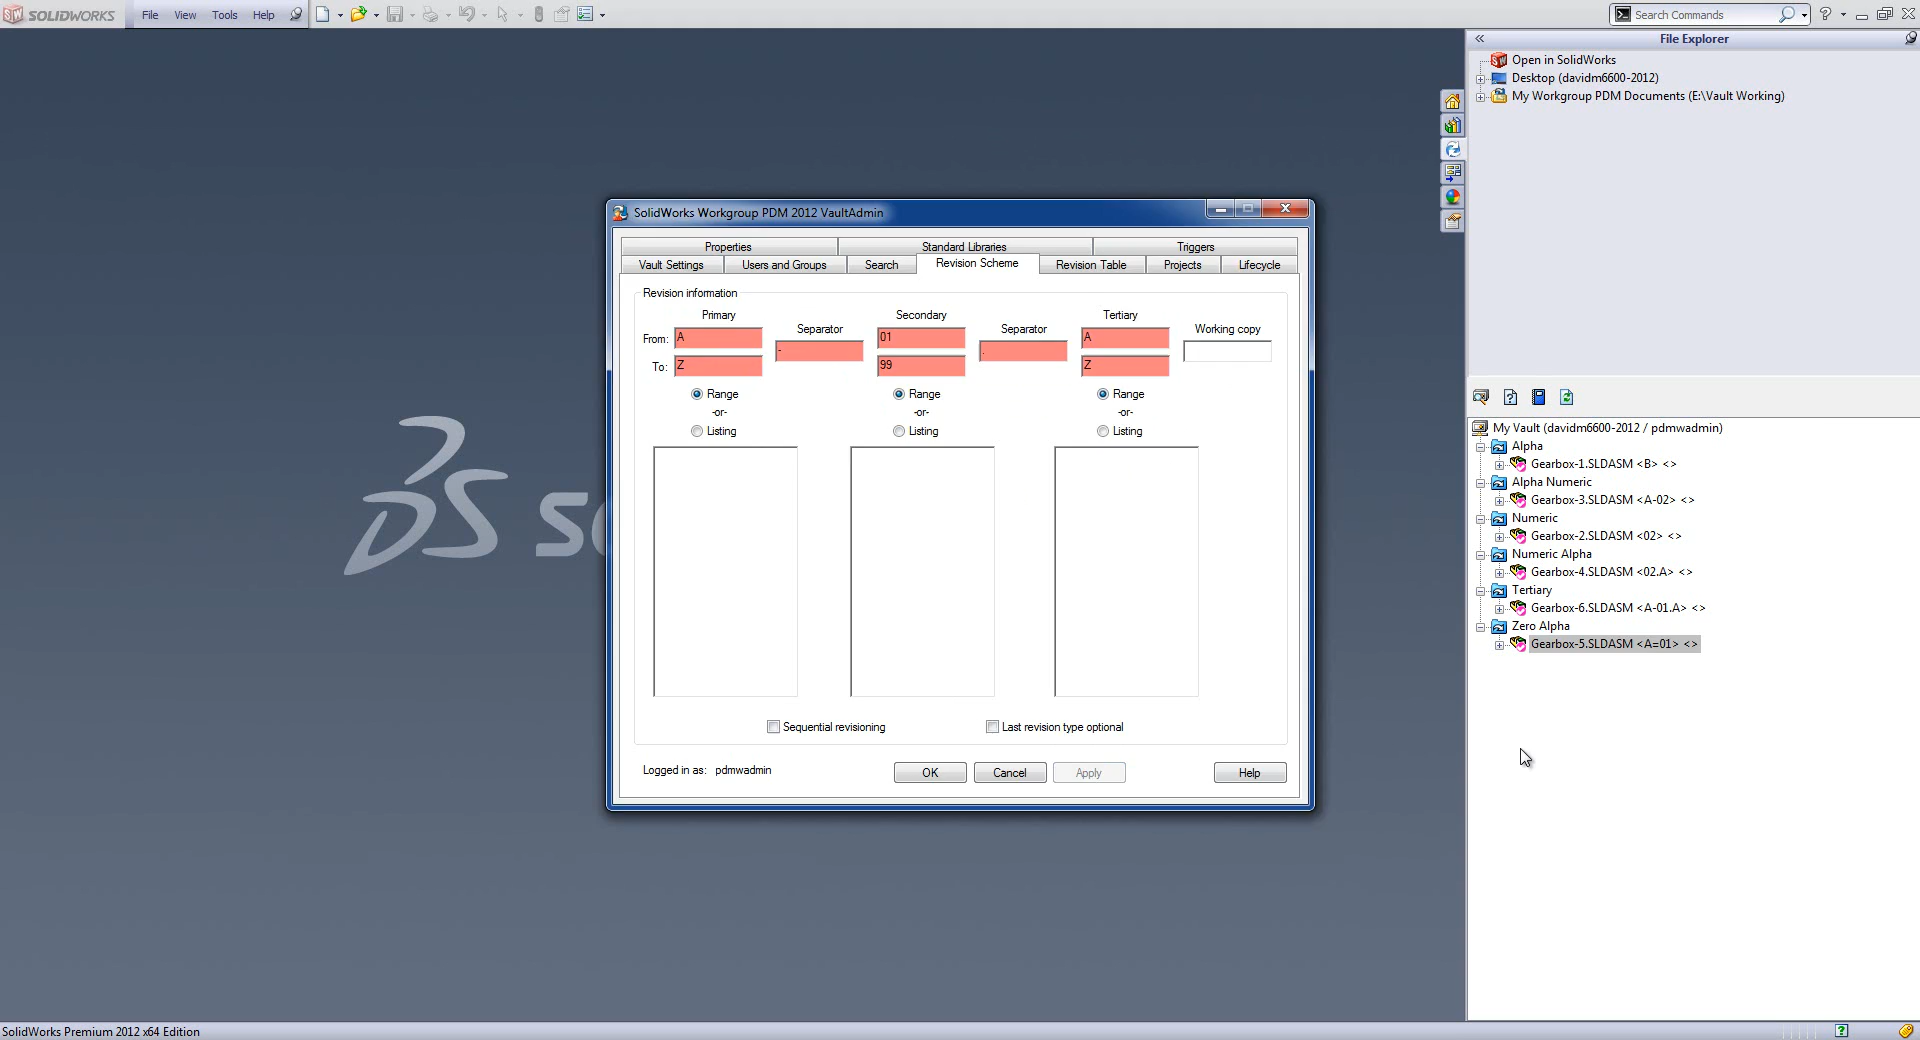 SOLIDWORKS File View Tools Help Search Commands
File Explorer
Open in SolidWorks
Desktop (davidm6600-2012)
My Workgroup PDM Documents (E:\Vault Working)
SolidWorks Workgroup PDM 2012 VaultAdmin
Properties Standard Libraries Triggers
Vault Settings Users and Groups Search Revision Scheme Revision Table Projects Lifecycle
Revision information
Primary Secondary Tertiary
Separator Separator Working copy
From: A 01 A
- .
To: Z 99 Z
Range Range Range
-or- -or- -or-
Listing Listing Listing
Sequential revisioning Last revision type optional
Logged in as: pdmwadmin OK Cancel Apply Help
My Vault (davidm6600-2012 / pdmwadmin)
Alpha
Gearbox-1.SLDASM <B> <>
Alpha Numeric
Gearbox-3.SLDASM <A-02> <>
Numeric
Gearbox-2.SLDASM <02> <>
Numeric Alpha
Gearbox-4.SLDASM <02.A> <>
Tertiary
Gearbox-6.SLDASM <A-01.A> <>
Zero Alpha
Gearbox-5.SLDASM <A=01> <>
SolidWorks Premium 2012 x64 Edition